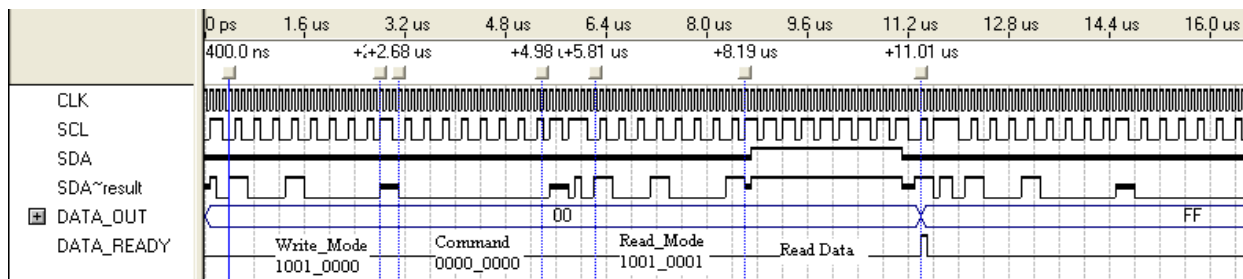 0 ps 1.6 us 3.2 us 4.8 us 6.4 us 8.0 us 9.6 us 11.2 us 12.8 us 14.4 us 16.0 us
400.0 ns +2.68 us +4.98 +5.81 us +8.19 us +11.01 us
CLK
SCL
SDA
SDA~result
DATA_OUT 00 FF
DATA_READY
Write_Mode Command Read_Mode Read Data
1001_0000 0000_0000 1001_0001